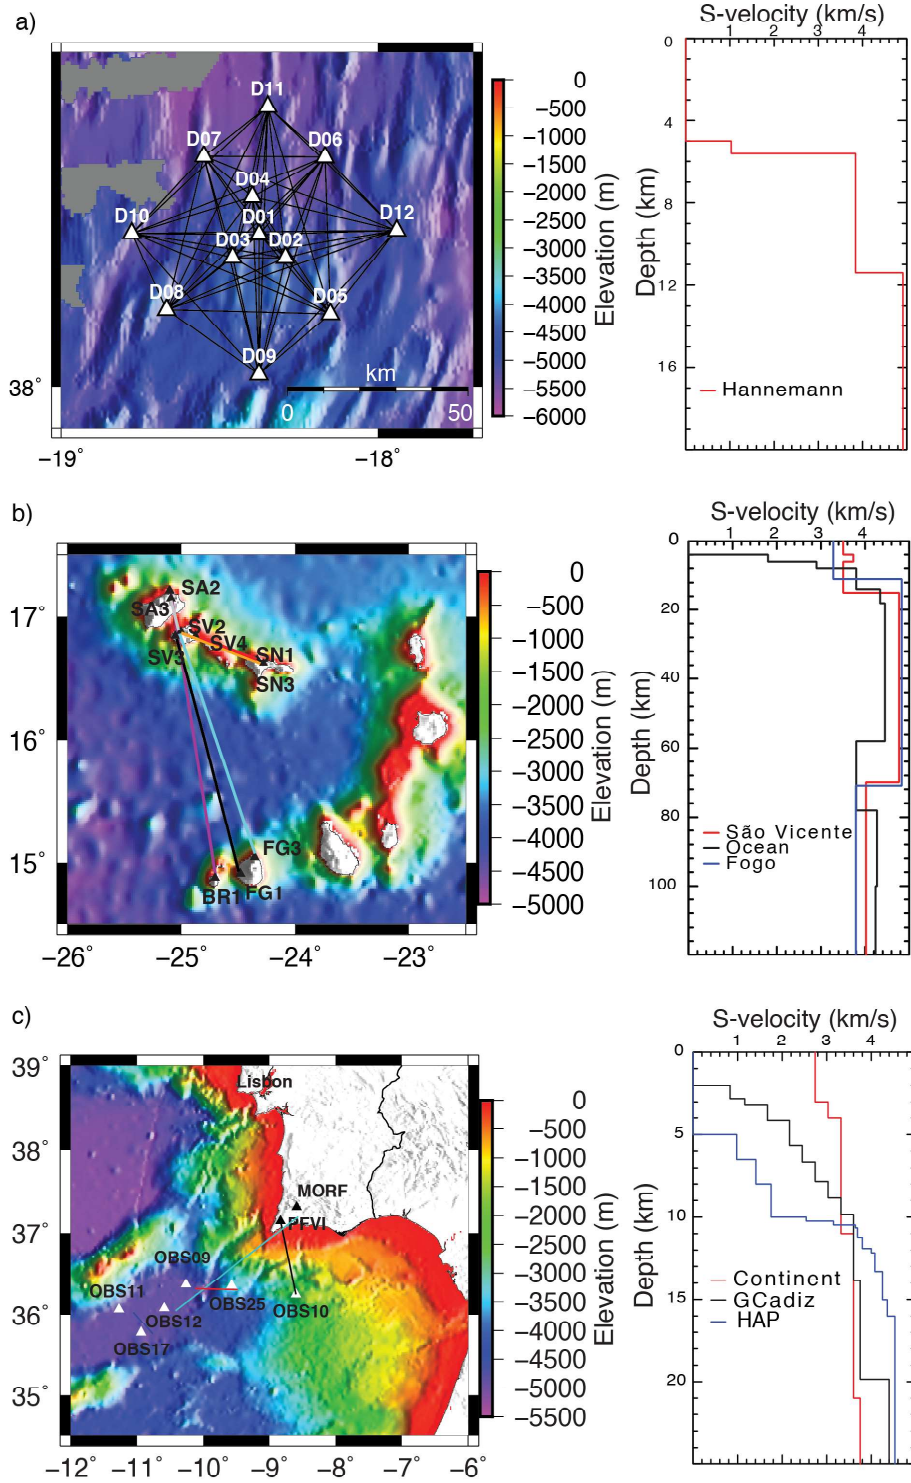 a)
D11
D07
D06
D04
D10
D01
D12
D03
D02
D08
D05
D09
km
0
50
38°
−19
−18
0
−500
−1000
−1500
−2000
−2500
−3000
−3500
−4000
−4500
−5000
−5500
−6000
Elevation (m)
S-velocity (km/s)
1 2 3 4
0
4
8
12
16
Depth (km)
Hannemann
b)
SA2
SA3
SV2
SV4
SV3
SN1
SN3
FG3
BR1
FG1
17°
16°
15°
−26°
−25°
−24°
−23°
0
−500
−1000
−1500
−2000
−2500
−3000
−3500
−4000
−4500
−5000
Elevation (m)
S-velocity (km/s)
1 2 3 4
0
20
40
60
80
100
Depth (km)
São Vicente
Ocean
Fogo
c)
Lisbon
MORF
PFVI
OBS09
OBS11
OBS25
OBS10
OBS12
OBS17
39°
38°
37°
36°
35°
−12°
−11°
−10°
−9°
−8°
−7°
−6°
0
−500
−1000
−1500
−2000
−2500
−3000
−3500
−4000
−4500
−5000
−5500
Elevation (m)
S-velocity (km/s)
1 2 3 4
0
5
10
15
20
Depth (km)
Continent
GCadiz
HAP